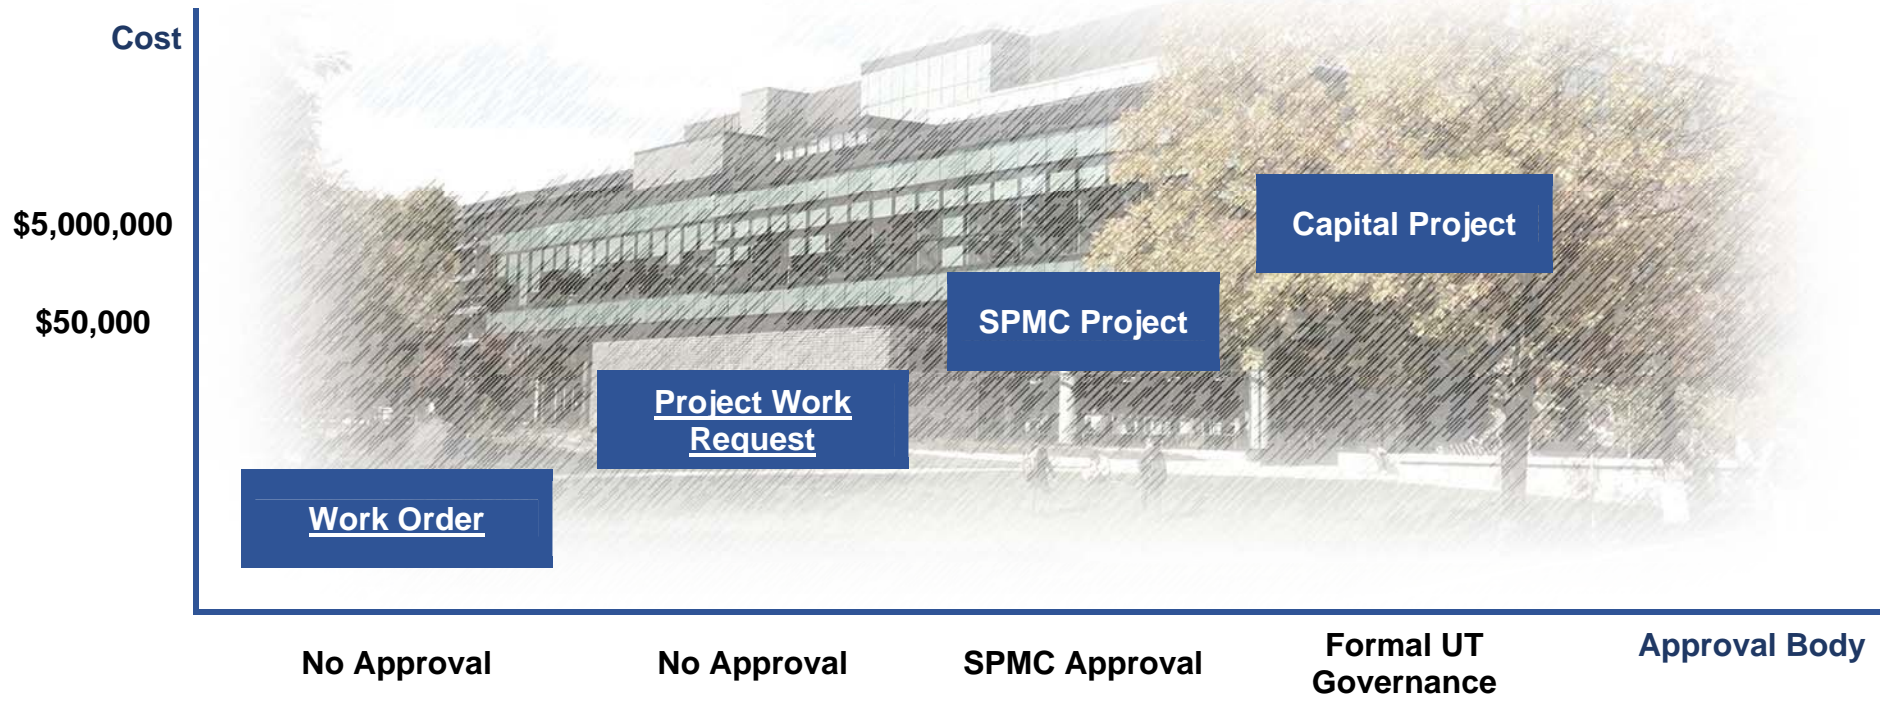 Cost
$5,000,000
Capital Project
$50,000
SPMC Project
Project Work
Request
Work Order
No Approval
No Approval
SPMC Approval
Formal UT
Governance
Approval Body